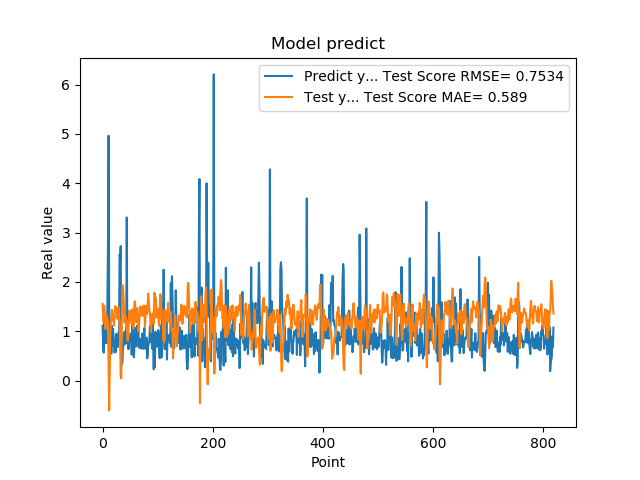 Model predict
Predict y... Test Score RMSE= 0.7534
Test y... Test Score MAE= 0.589
Real value
6
5
4
3
2
1
0
0 200 400 600 800
Point